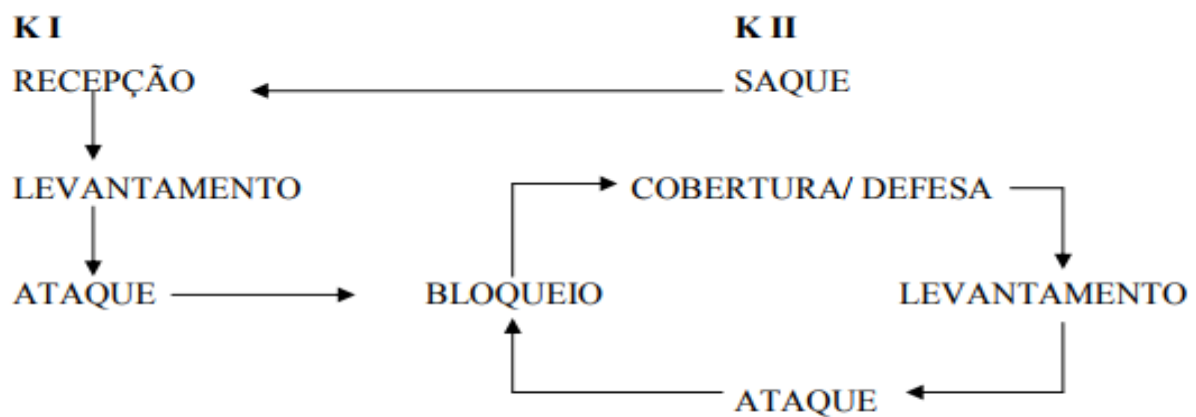 K I
K II
RECEPÇÃO
SAQUE
LEVANTAMENTO
COBERTURA/ DEFESA
ATAQUE
BLOQUEIO
LEVANTAMENTO
ATAQUE